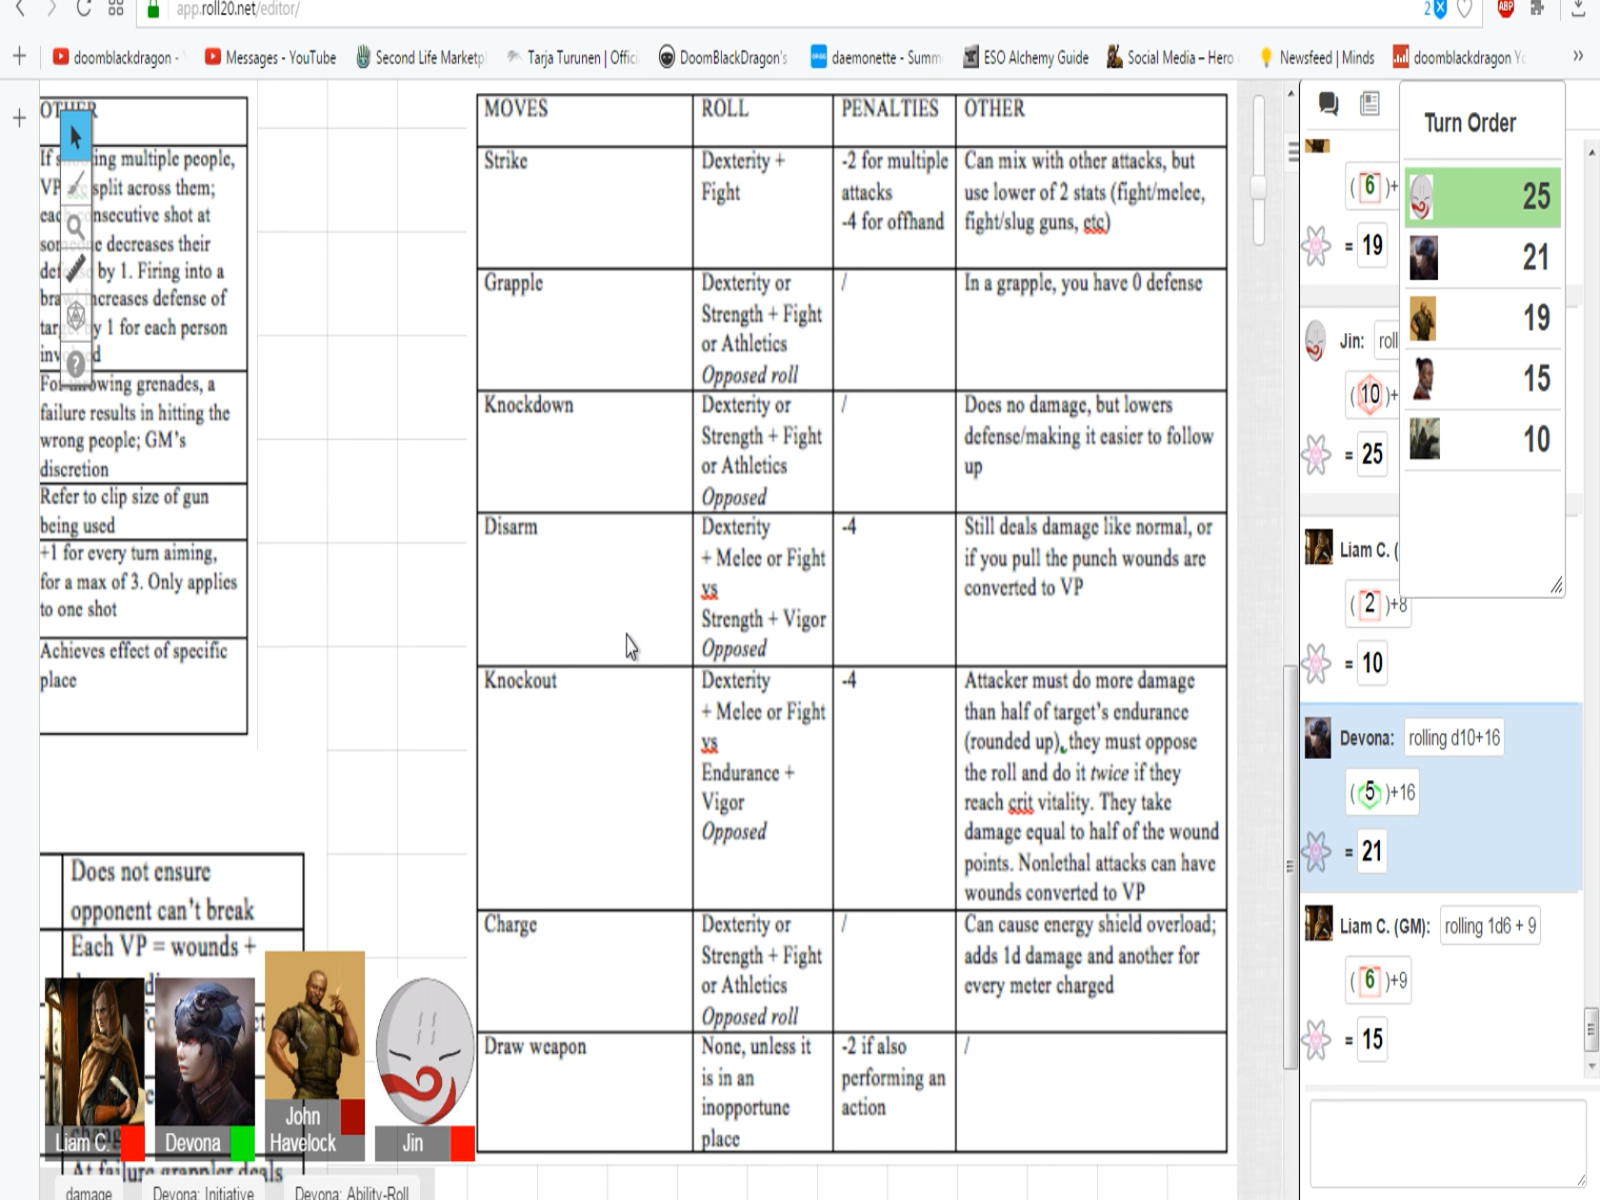 app.roll20.net/editor/
2
ABP
doomblackdragon -
Messages - YouTube
Second Life Marketp
Tarja Turunen | Offici
DoomBlackDragon's
daemonette - Summ
ESO Alchemy Guide
Social Media – Hero
Newsfeed | Minds
doomblackdragon Yo
OTHER
ing multiple people,
split across them;
nsecutive shot at
decreases their
by 1. Firing into a
ncreases defense of
y 1 for each person
owing grenades, a
failure results in hitting the
wrong people; GM's
discretion
Refer to clip size of gun
being used
+1 for every turn aiming,
for a max of 3. Only applies
to one shot
Achieves effect of specific
place
Does not ensure
opponent can't break
Each VP = wounds +
At failure grappler deals
MOVES ROLL PENALTIES OTHER
Strike
Dexterity +
Fight
-2 for multiple
attacks
-4 for offhand
Can mix with other attacks, but
use lower of 2 stats (fight/melee,
fight/slug guns, etc)
Grapple
Dexterity or
Strength + Fight
or Athletics
Opposed roll
/
In a grapple, you have 0 defense
Knockdown
Dexterity or
Strength + Fight
or Athletics
Opposed
/
Does no damage, but lowers
defense/making it easier to follow
up
Disarm
Dexterity
+ Melee or Fight
vs
Strength + Vigor
Opposed
-4
Still deals damage like normal, or
if you pull the punch wounds are
converted to VP
Knockout
Dexterity
+ Melee or Fight
vs
Endurance +
Vigor
Opposed
-4
Attacker must do more damage
than half of target's endurance
(rounded up), they must oppose
the roll and do it twice if they
reach crit vitality. They take
damage equal to half of the wound
points. Nonlethal attacks can have
wounds converted to VP
Charge
Dexterity or
Strength + Fight
or Athletics
Opposed roll
/
Can cause energy shield overload;
adds 1d damage and another for
every meter charged
Draw weapon
None, unless it
is in an
inopportune
place
-2 if also
performing an
action
/
Liam C.
Devona
John
Havelock
Jin
damage
Devona: Initiative
Devona: Ability-Roll
Turn Order
25
21
19
15
10
(6)+
= 19
Jin: roll
(10)+
= 25
Liam C. (
(2)+8
= 10
Devona: rolling d10+16
(5)+16
= 21
Liam C. (GM): rolling 1d6 + 9
(6)+9
= 15